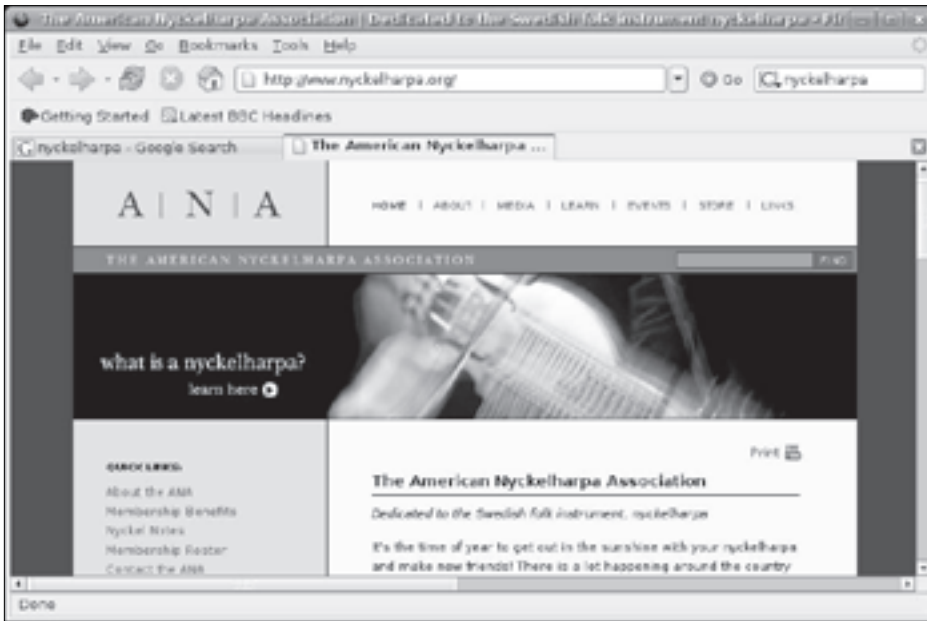 The American Nyckelharpa Association | Dedicated to the Swedish folk instrument nyckelharpa -
File Edit View Go Bookmarks Tools Help
http://www.nyckelharpa.org/ Go nyckelharpa
Getting Started Latest BBC Headlines
nyckelharpa - Google Search The American Nyckelharpa ...
A | N | A
HOME | ABOUT | MEDIA | LEARN | EVENTS | STORE | LINKS
THE AMERICAN NYCKELHARPA ASSOCIATION FIND
what is a nyckelharpa?
learn here
Print
QUICK LINKS:
About the ANA
Membership Benefits
Nyckel Notes
Membership Roster
Contact the ANA
The American Nyckelharpa Association
Dedicated to the Swedish folk instrument, nyckelharpa
It's the time of year to get out in the sunshine with your nyckelharpa
and make new friends! There is a lot happening around the country
Done